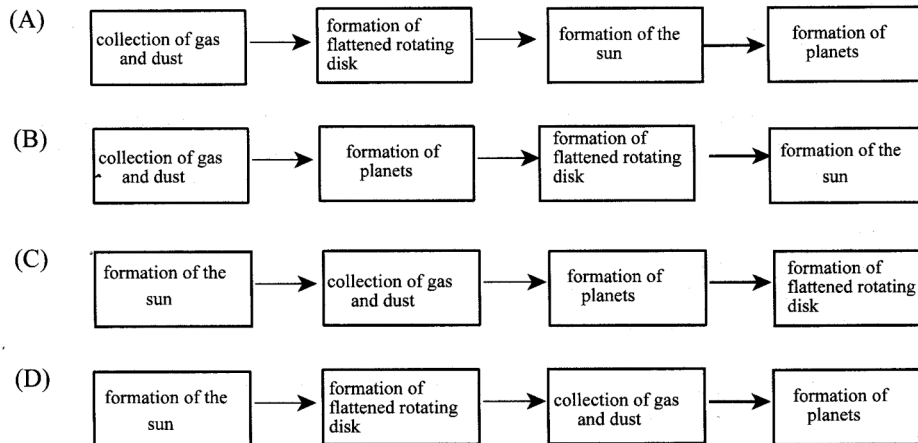 (A)
collection of gas
and dust
formation of
flattened rotating
disk
formation of the
sun
formation of
planets
(B)
collection of gas
and dust
formation of
planets
formation of
flattened rotating
disk
formation of the
sun
(C)
formation of the
sun
collection of gas
and dust
formation of
planets
formation of
flattened rotating
disk
(D)
formation of the
sun
formation of
flattened rotating
disk
collection of gas
and dust
formation of
planets